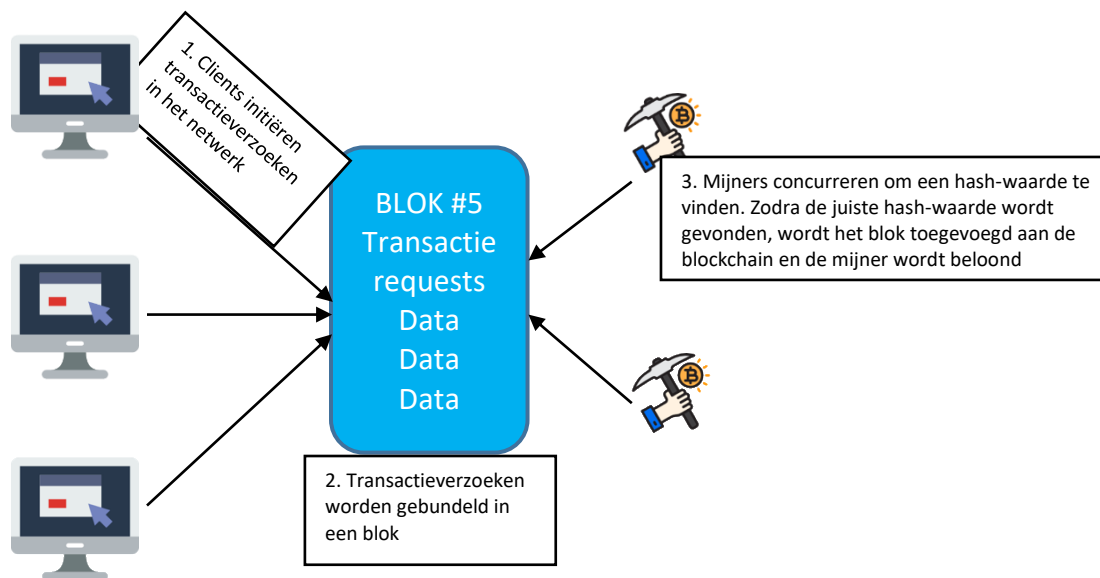 1. Clients initiëren
transactieverzoeken
in het netwerk
BLOK #5
Transactie
requests
Data
Data
Data
2. Transactieverzoeken
worden gebundeld in
een blok
3. Mijners concurreren om een hash-waarde te
vinden. Zodra de juiste hash-waarde wordt
gevonden, wordt het blok toegevoegd aan de
blockchain en de mijner wordt beloond